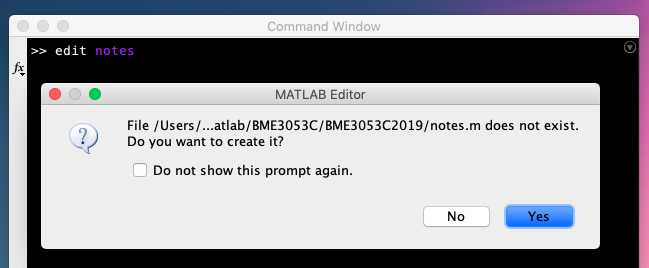 Command Window
>> edit notes
fx
MATLAB Editor
File /Users/...atlab/BME3053C/BME3053C2019/notes.m does not exist.
Do you want to create it?
Do not show this prompt again.
No
Yes